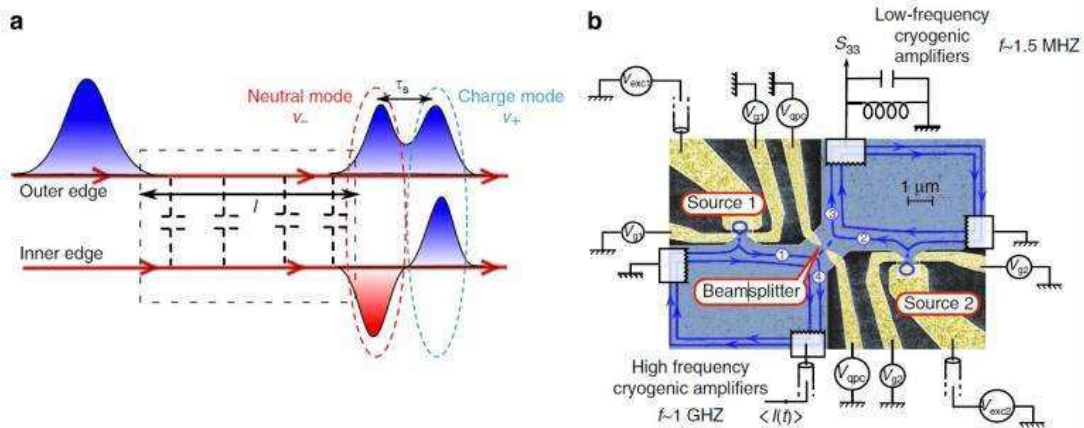 a
Neutral mode
v_
τs
Charge mode
v+
Outer edge
l
Inner edge
b
Low-frequency
cryogenic
amplifiers
f~1.5 MHZ
S33
Vexc1
Vg1
Vqpc
1 μm
Source 1
3
2
Vg1
1
4
Vg2
Beamsplitter
Source 2
High frequency
cryogenic amplifiers
f~1 GHZ
<I(t)>
Vqpc
Vg2
Vexc2